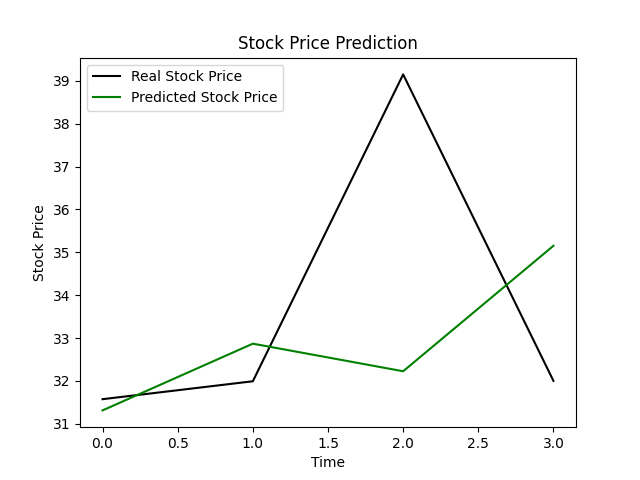 Stock Price Prediction
Real Stock Price
Predicted Stock Price
39
38
37
36
35
34
33
32
31
Stock Price
0.0 0.5 1.0 1.5 2.0 2.5 3.0
Time